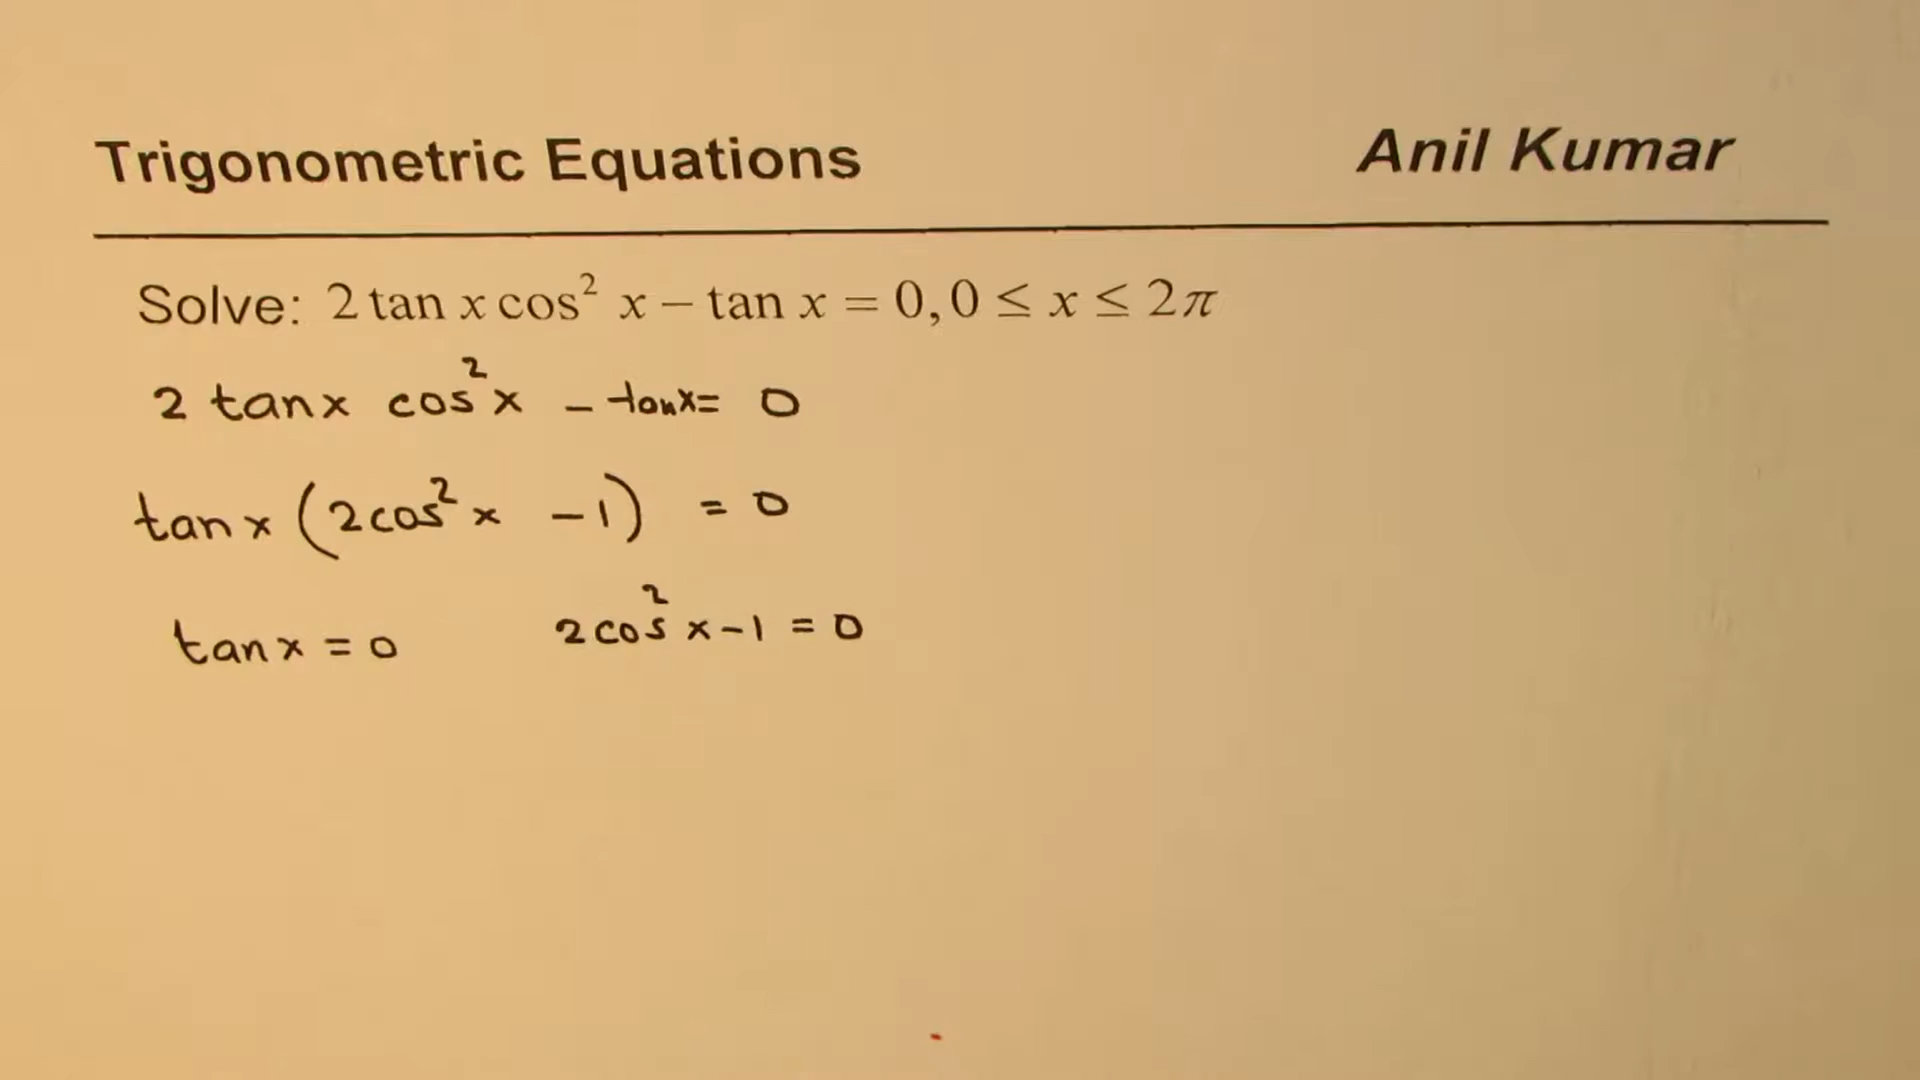 Trigonometric Equations Anil Kumar
Solve: 2 tan x cos² x − tan x = 0, 0 ≤ x ≤ 2π
2 tanx cos²x − tanx = 0
tanx (2cos²x − 1) = 0
tanx = 0 2cos²x − 1 = 0